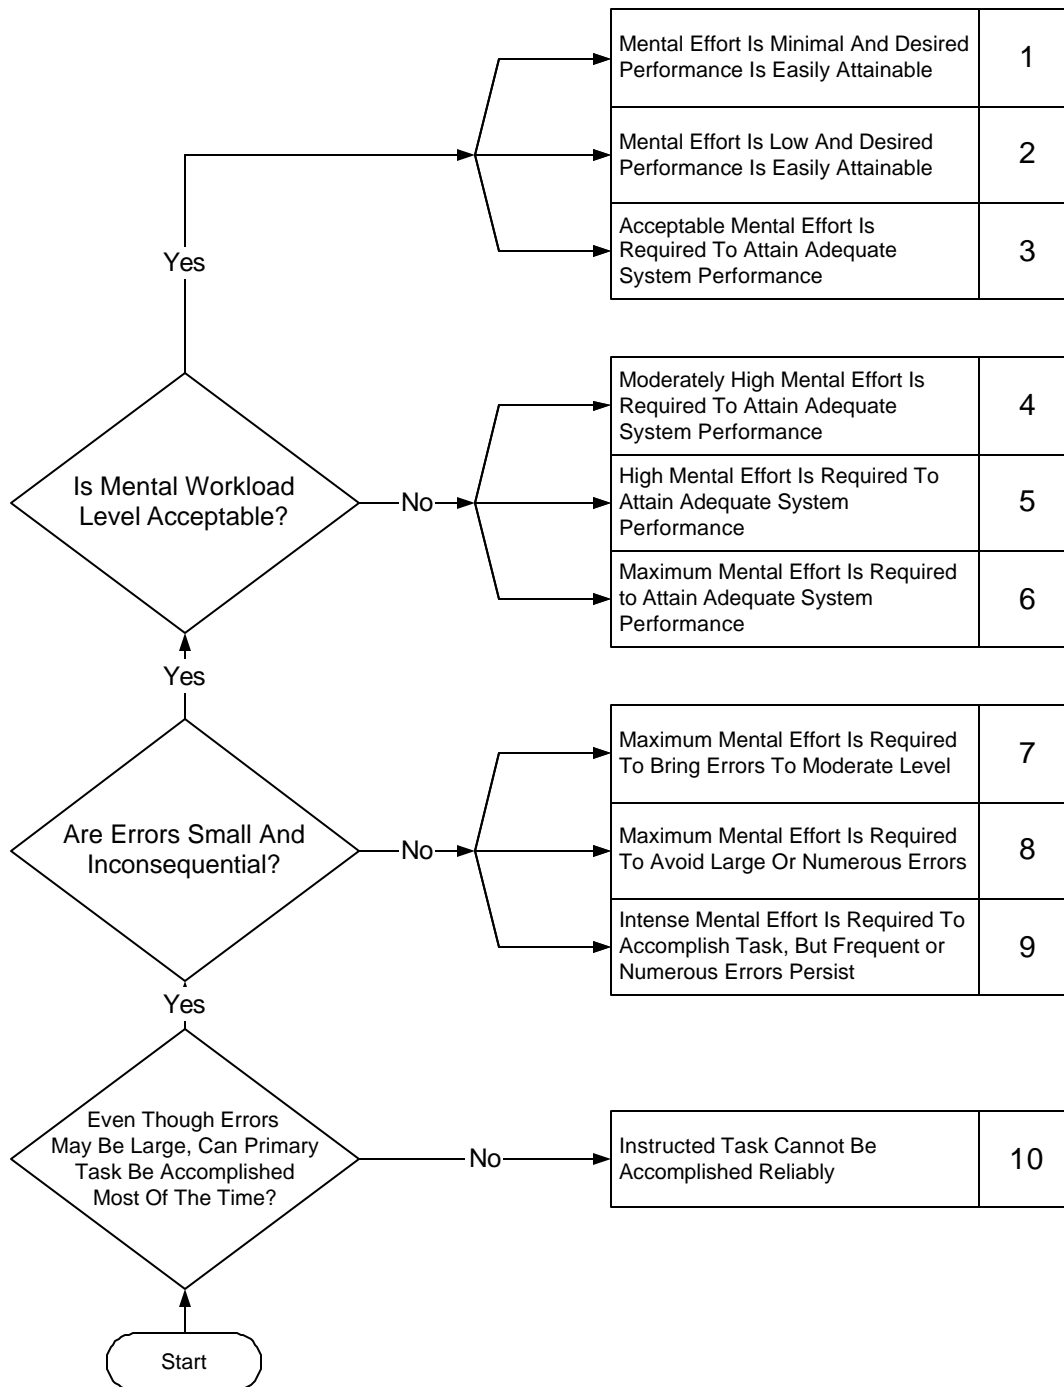 Mental Effort Is Minimal And Desired
Performance Is Easily Attainable
1
Mental Effort Is Low And Desired
Performance Is Easily Attainable
2
Yes
Acceptable Mental Effort Is
Required To Attain Adequate
System Performance
3
Is Mental Workload
Level Acceptable?
No
Moderately High Mental Effort Is
Required To Attain Adequate
System Performance
4
High Mental Effort Is Required To
Attain Adequate System
Performance
5
Maximum Mental Effort Is Required
to Attain Adequate System
Performance
6
Yes
Are Errors Small And
Inconsequential?
No
Maximum Mental Effort Is Required
To Bring Errors To Moderate Level
7
Maximum Mental Effort Is Required
To Avoid Large Or Numerous Errors
8
Intense Mental Effort Is Required To
Accomplish Task, But Frequent or
Numerous Errors Persist
9
Yes
Even Though Errors
May Be Large, Can Primary
Task Be Accomplished
Most Of The Time?
No
Instructed Task Cannot Be
Accomplished Reliably
10
Start